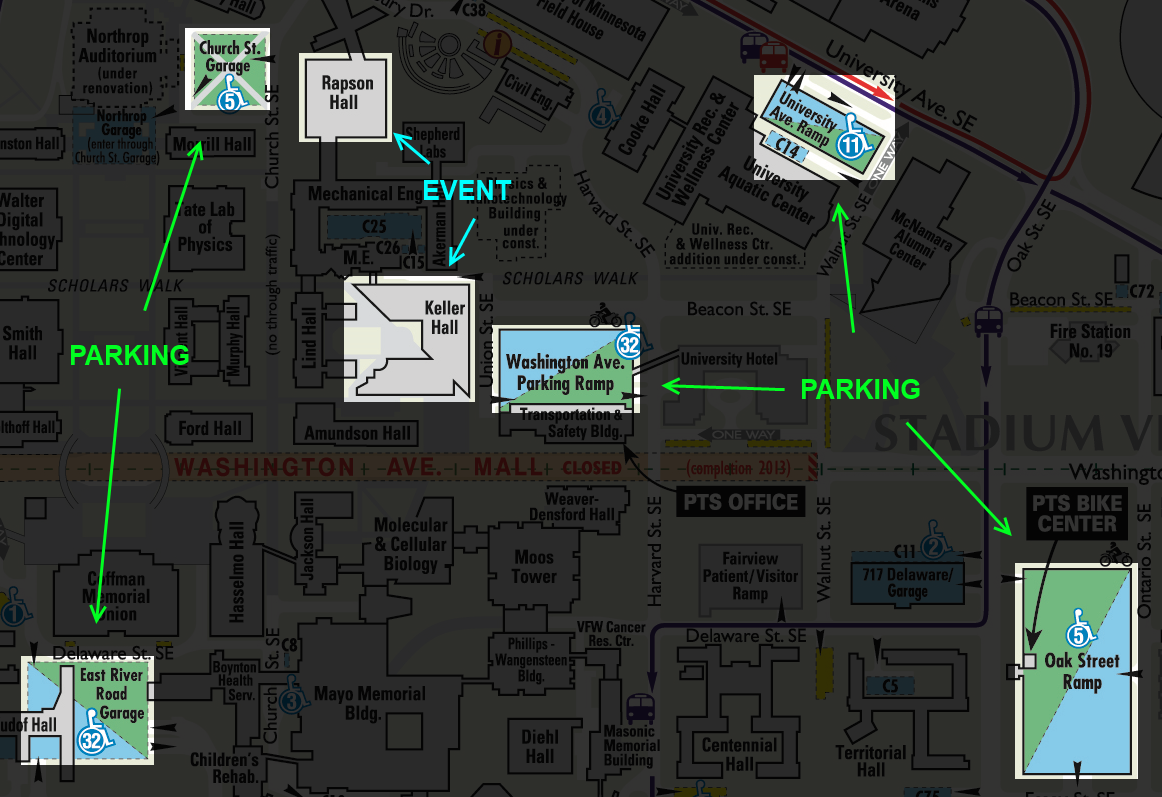 ury Dr.
C38
of Minnesota
Field House
Arena
Northrop
Auditorium
(under
renovation)
Church St.
Garage
5
Rapson
Hall
Civil Eng.
i
4
Cooke Hall
University Rec. &
Wellness Center
University Ave. SE
University
Ave. Ramp
11
C14
University
Aquatic Center
ONE WAY
Northrop
Garage
(enter through
Church St. Garage)
nston Hall
Morrill Hall
Church St. SE
Shepherd
Labs
EVENT
Mechanical Eng
Akerman H
ics &
notechnology
Building
under
const.
Harvard St. SE
Univ. Rec.
& Wellness Ctr.
addition under const.
Walnut St. SE
McNamara
Alumni
Center
Oak St. SE
Walter
Digital
chnology
Center
Tate Lab
of
Physics
C25
C26
C15
M.E.
SCHOLARS WALK
(no through traffic)
SCHOLARS WALK
Beacon St. SE
Beacon St. SE
C72
Smith
Hall
PARKING
Vincent Hall
Murphy Hall
Lind Hall
Keller
Hall
Union St. SE
32
Washington Ave.
Parking Ramp
University Hotel
PARKING
Fire Station
No. 19
lthoff Hall
Ford Hall
Amundson Hall
Transportation &
Safety Bldg.
ONE WAY
STADIUM VI
WASHINGTON AVE. MALL CLOSED
(completion 2013)
Washingto
PTS OFFICE
PTS BIKE
CENTER
Weaver-
Densford Hall
Hasselmo Hall
Jackson Hall
Molecular
& Cellular
Biology
Moos
Tower
Harvard St. SE
Walnut St. SE
Ontario St. SE
Fairview
Patient/Visitor
Ramp
C11
2
717 Delaware/
Garage
Coffman
Memorial
Union
1
Delaware St. SE
Delaware St. SE
VFW Cancer
Res. Ctr.
Phillips -
Wangensteen
Bldg.
C8
Church St. SE
Boynton
Health
Serv.
3
Mayo Memorial
Bldg.
East River
Road
Garage
32
udof Hall
Children's
Rehab.
Diehl
Hall
Masonic
Memorial
Building
Centennial
Hall
C5
Territorial
Hall
5
Oak Street
Ramp
C75